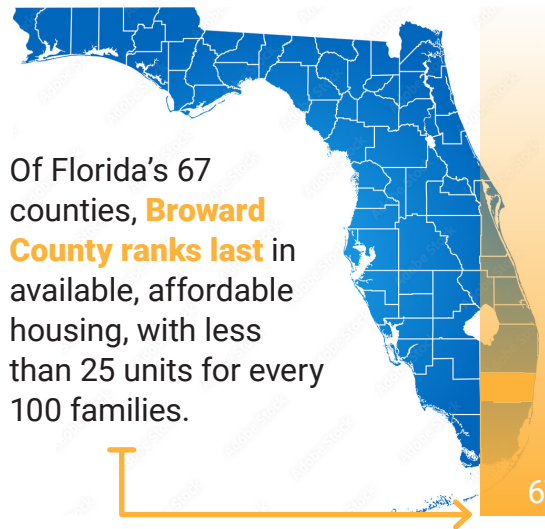 Of Florida's 67
counties, Broward
County ranks last in
available, affordable
housing, with less
than 25 units for every
100 families.
6